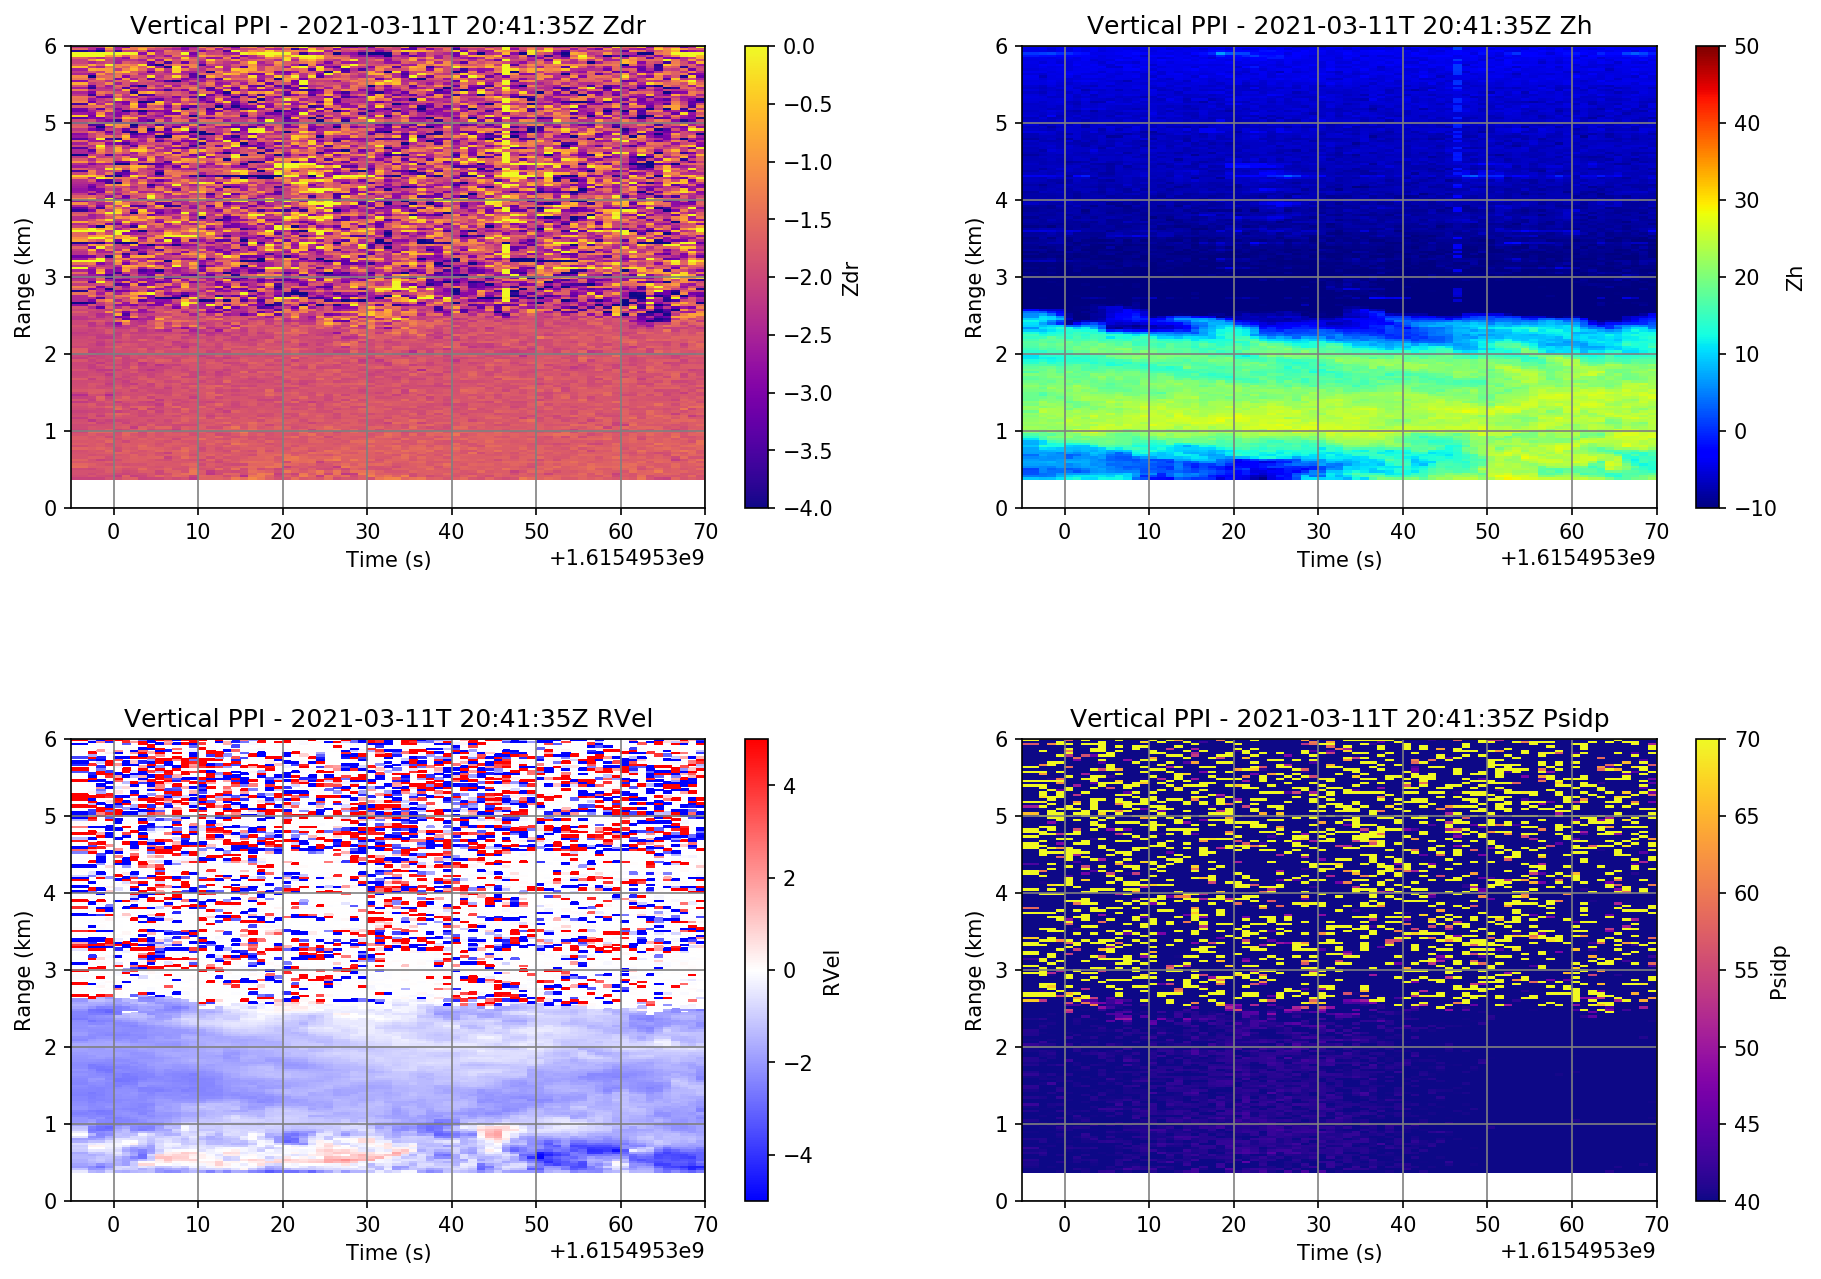 Vertical PPI - 2021-03-11T 20:41:35Z Zdr
6
5
4
3
2
1
0
Range (km)
0 10 20 30 40 50 60 70
Time (s)
+1.6154953e9
0.0
−0.5
−1.0
−1.5
−2.0
−2.5
−3.0
−3.5
−4.0
Zdr
Vertical PPI - 2021-03-11T 20:41:35Z Zh
6
5
4
3
2
1
0
Range (km)
0 10 20 30 40 50 60 70
Time (s)
+1.6154953e9
50
40
30
20
10
0
−10
Zh
Vertical PPI - 2021-03-11T 20:41:35Z RVel
6
5
4
3
2
1
0
Range (km)
0 10 20 30 40 50 60 70
Time (s)
+1.6154953e9
4
2
0
−2
−4
RVel
Vertical PPI - 2021-03-11T 20:41:35Z Psidp
6
5
4
3
2
1
0
Range (km)
0 10 20 30 40 50 60 70
Time (s)
+1.6154953e9
70
65
60
55
50
45
40
Psidp